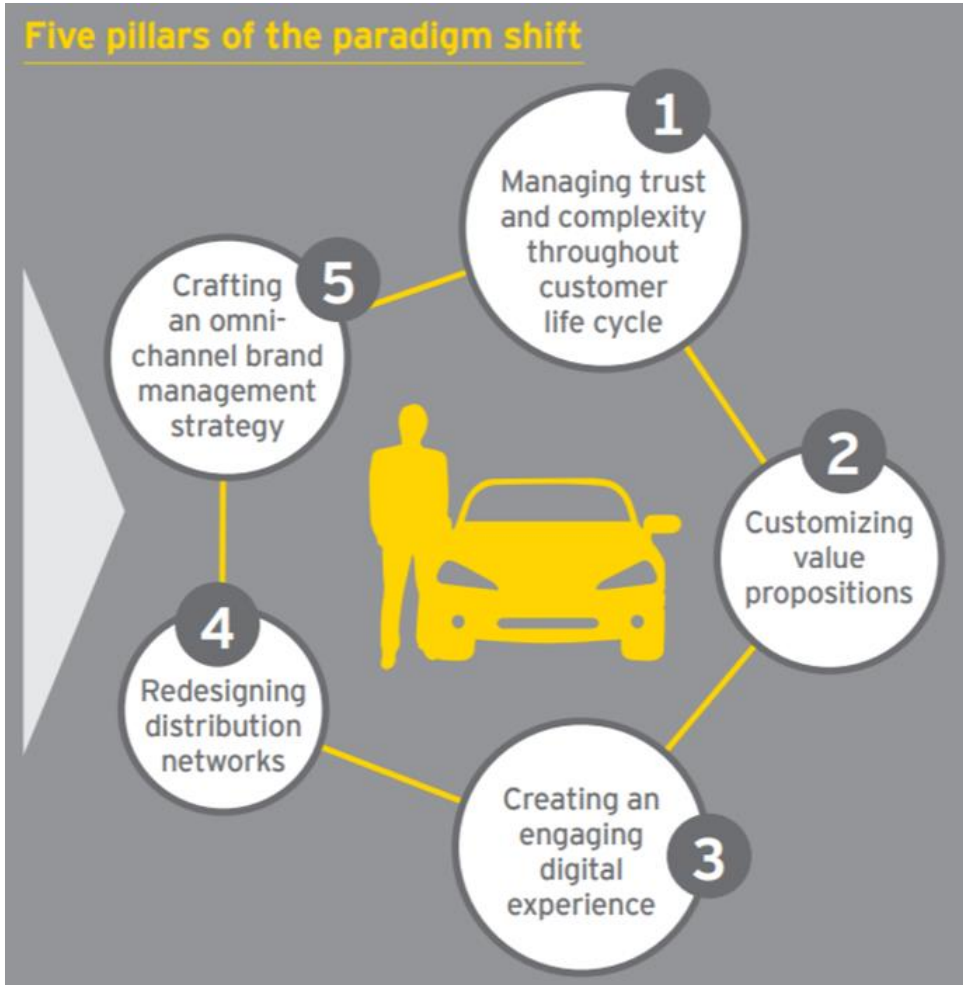 Five pillars of the paradigm shift
1
Managing trust
and complexity
throughout
customer
life cycle
2
Customizing
value
propositions
3
Creating an
engaging
digital
experience
4
Redesigning
distribution
networks
5
Crafting
an omni-
channel brand
management
strategy